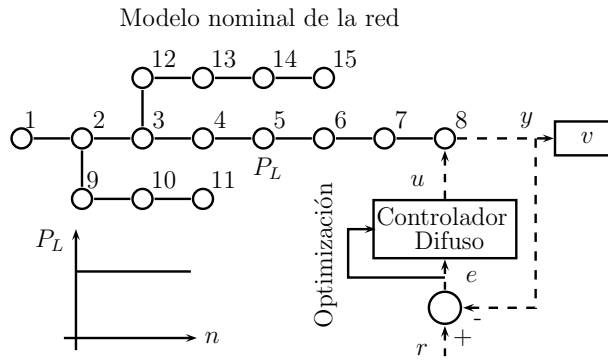 Modelo nominal de la red
12 13 14 15
1 2 3 4 5 6 7 8 y v
P_L
9 10 11
u
Optimización
Controlador
Difuso
P_L
e
n
-
+
r